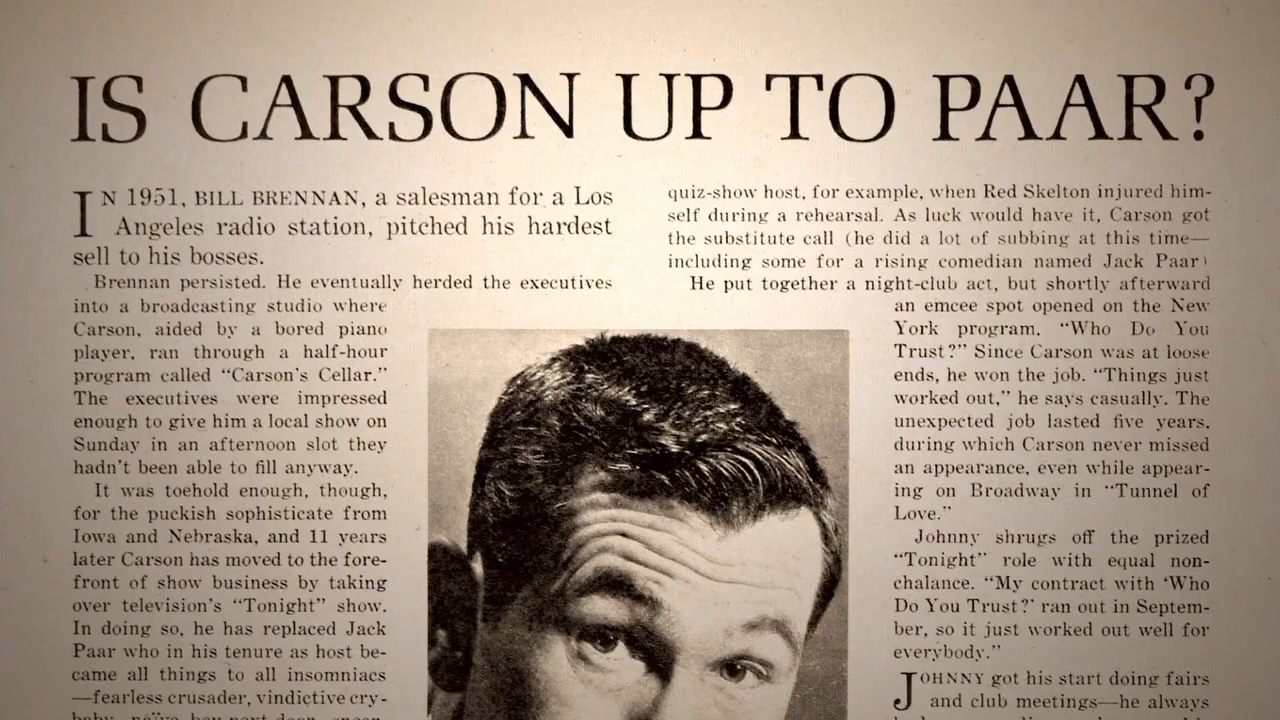 IS CARSON UP TO PAAR?
IN 1951, BILL BRENNAN, a salesman for a Los
Angeles radio station, pitched his hardest
sell to his bosses.
Brennan persisted. He eventually herded the executives
into a broadcasting studio where
Carson, aided by a bored piano
player, ran through a half-hour
program called “Carson’s Cellar.”
The executives were impressed
enough to give him a local show on
Sunday in an afternoon slot they
hadn’t been able to fill anyway.
It was toehold enough, though,
for the puckish sophisticate from
Iowa and Nebraska, and 11 years
later Carson has moved to the fore-
front of show business by taking
over television’s “Tonight” show.
In doing so, he has replaced Jack
Paar who in his tenure as host be-
came all things to all insomniacs
—fearless crusader, vindictive cry-
quiz-show host, for example, when Red Skelton injured him-
self during a rehearsal. As luck would have it, Carson got
the substitute call (he did a lot of subbing at this time—
including some for a rising comedian named Jack Paar)
He put together a night-club act, but shortly afterward
an emcee spot opened on the New
York program, “Who Do You
Trust?” Since Carson was at loose
ends, he won the job. “Things just
worked out,” he says casually. The
unexpected job lasted five years,
during which Carson never missed
an appearance, even while appear-
ing on Broadway in “Tunnel of
Love.”
Johnny shrugs off the prized
“Tonight” role with equal non-
chalance. “My contract with ‘Who
Do You Trust?’ ran out in Septem-
ber, so it just worked out well for
everybody.”
JOHNNY got his start doing fairs
and club meetings—he always